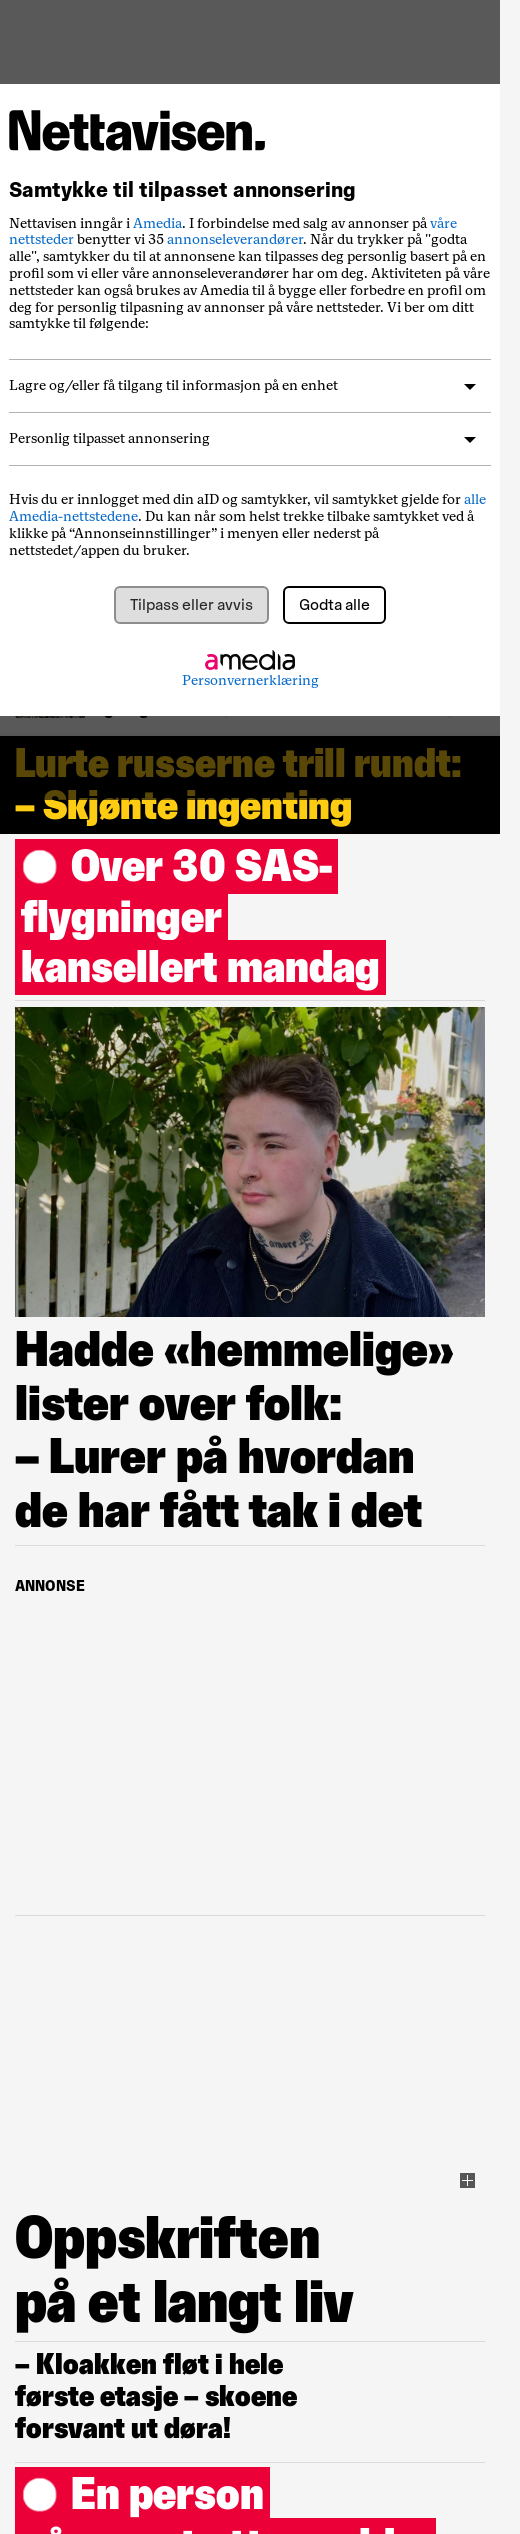 Nettavisen.
Samtykke til tilpasset annonsering
Nettavisen inngår i Amedia. I forbindelse med salg av annonser på våre
nettsteder benytter vi 35 annonseleverandører. Når du trykker på "godta
alle", samtykker du til at annonsene kan tilpasses deg personlig basert på en
profil som vi eller våre annonseleverandører har om deg. Aktiviteten på våre
nettsteder kan også brukes av Amedia til å bygge eller forbedre en profil om
deg for personlig tilpasning av annonser på våre nettsteder. Vi ber om ditt
samtykke til følgende:
Lagre og/eller få tilgang til informasjon på en enhet
Personlig tilpasset annonsering
Hvis du er innlogget med din aID og samtykker, vil samtykket gjelde for alle
Amedia-nettstedene. Du kan når som helst trekke tilbake samtykket ved å
klikke på “Annonseinnstillinger” i menyen eller nederst på
nettstedet/appen du bruker.
Tilpass eller avvis
Godta alle
amedia
Personvernerklæring
Lurte russerne trill rundt:
– Skjønte ingenting
Over 30 SAS-
flygninger
kansellert mandag
amore
Hadde «hemmelige»
lister over folk:
– Lurer på hvordan
de har fått tak i det
ANNONSE
Oppskriften
på et langt liv
– Kloakken fløt i hele
første etasje – skoene
forsvant ut døra!
En person